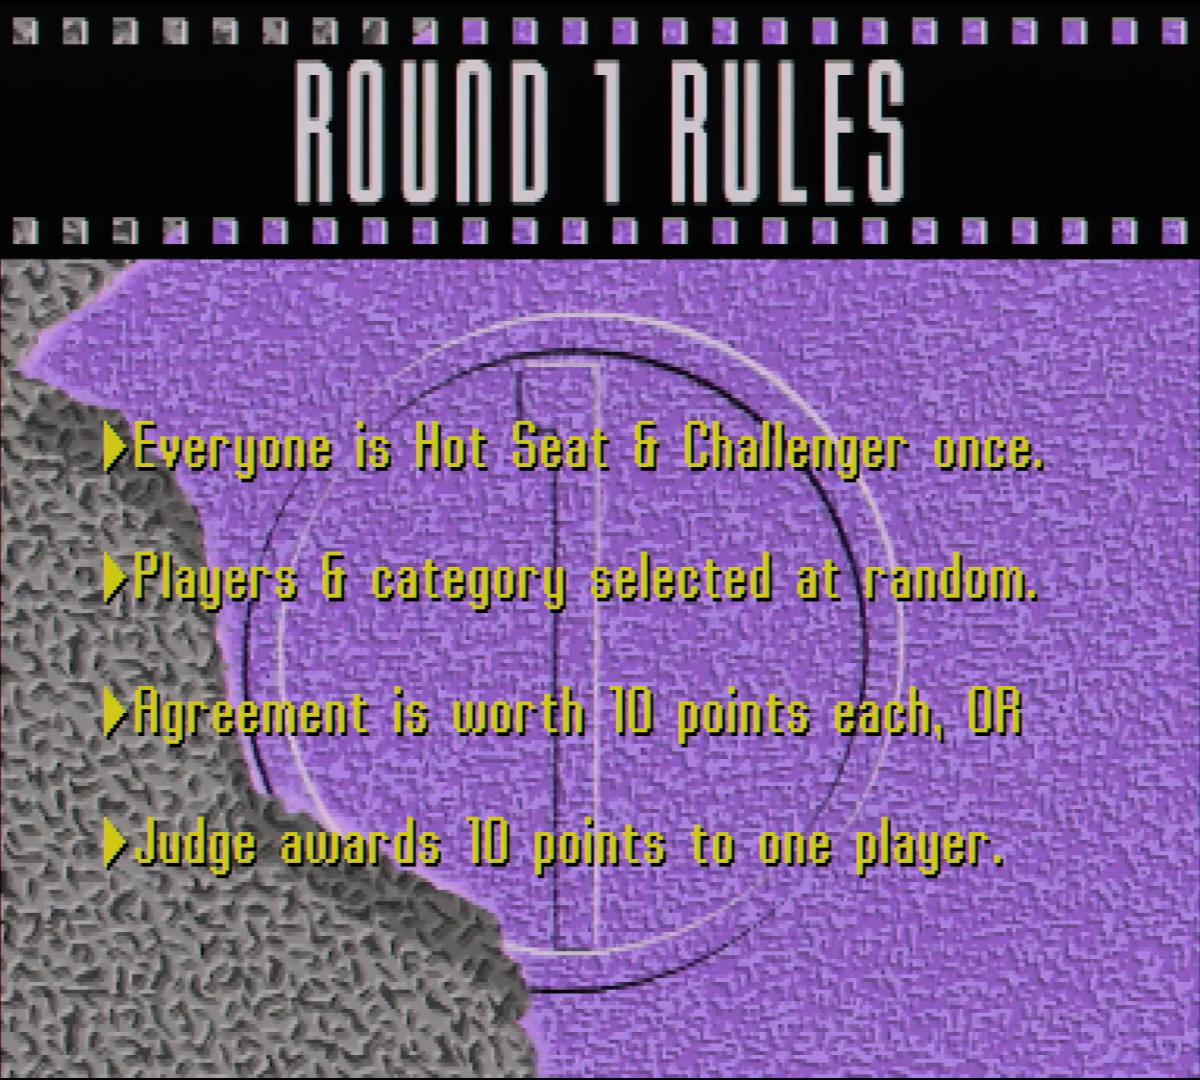 ROUND 1 RULES
Everyone is Hot Seat & Challenger once.
Players & category selected at random.
Agreement is worth 10 points each, OR
Judge awards 10 points to one player.